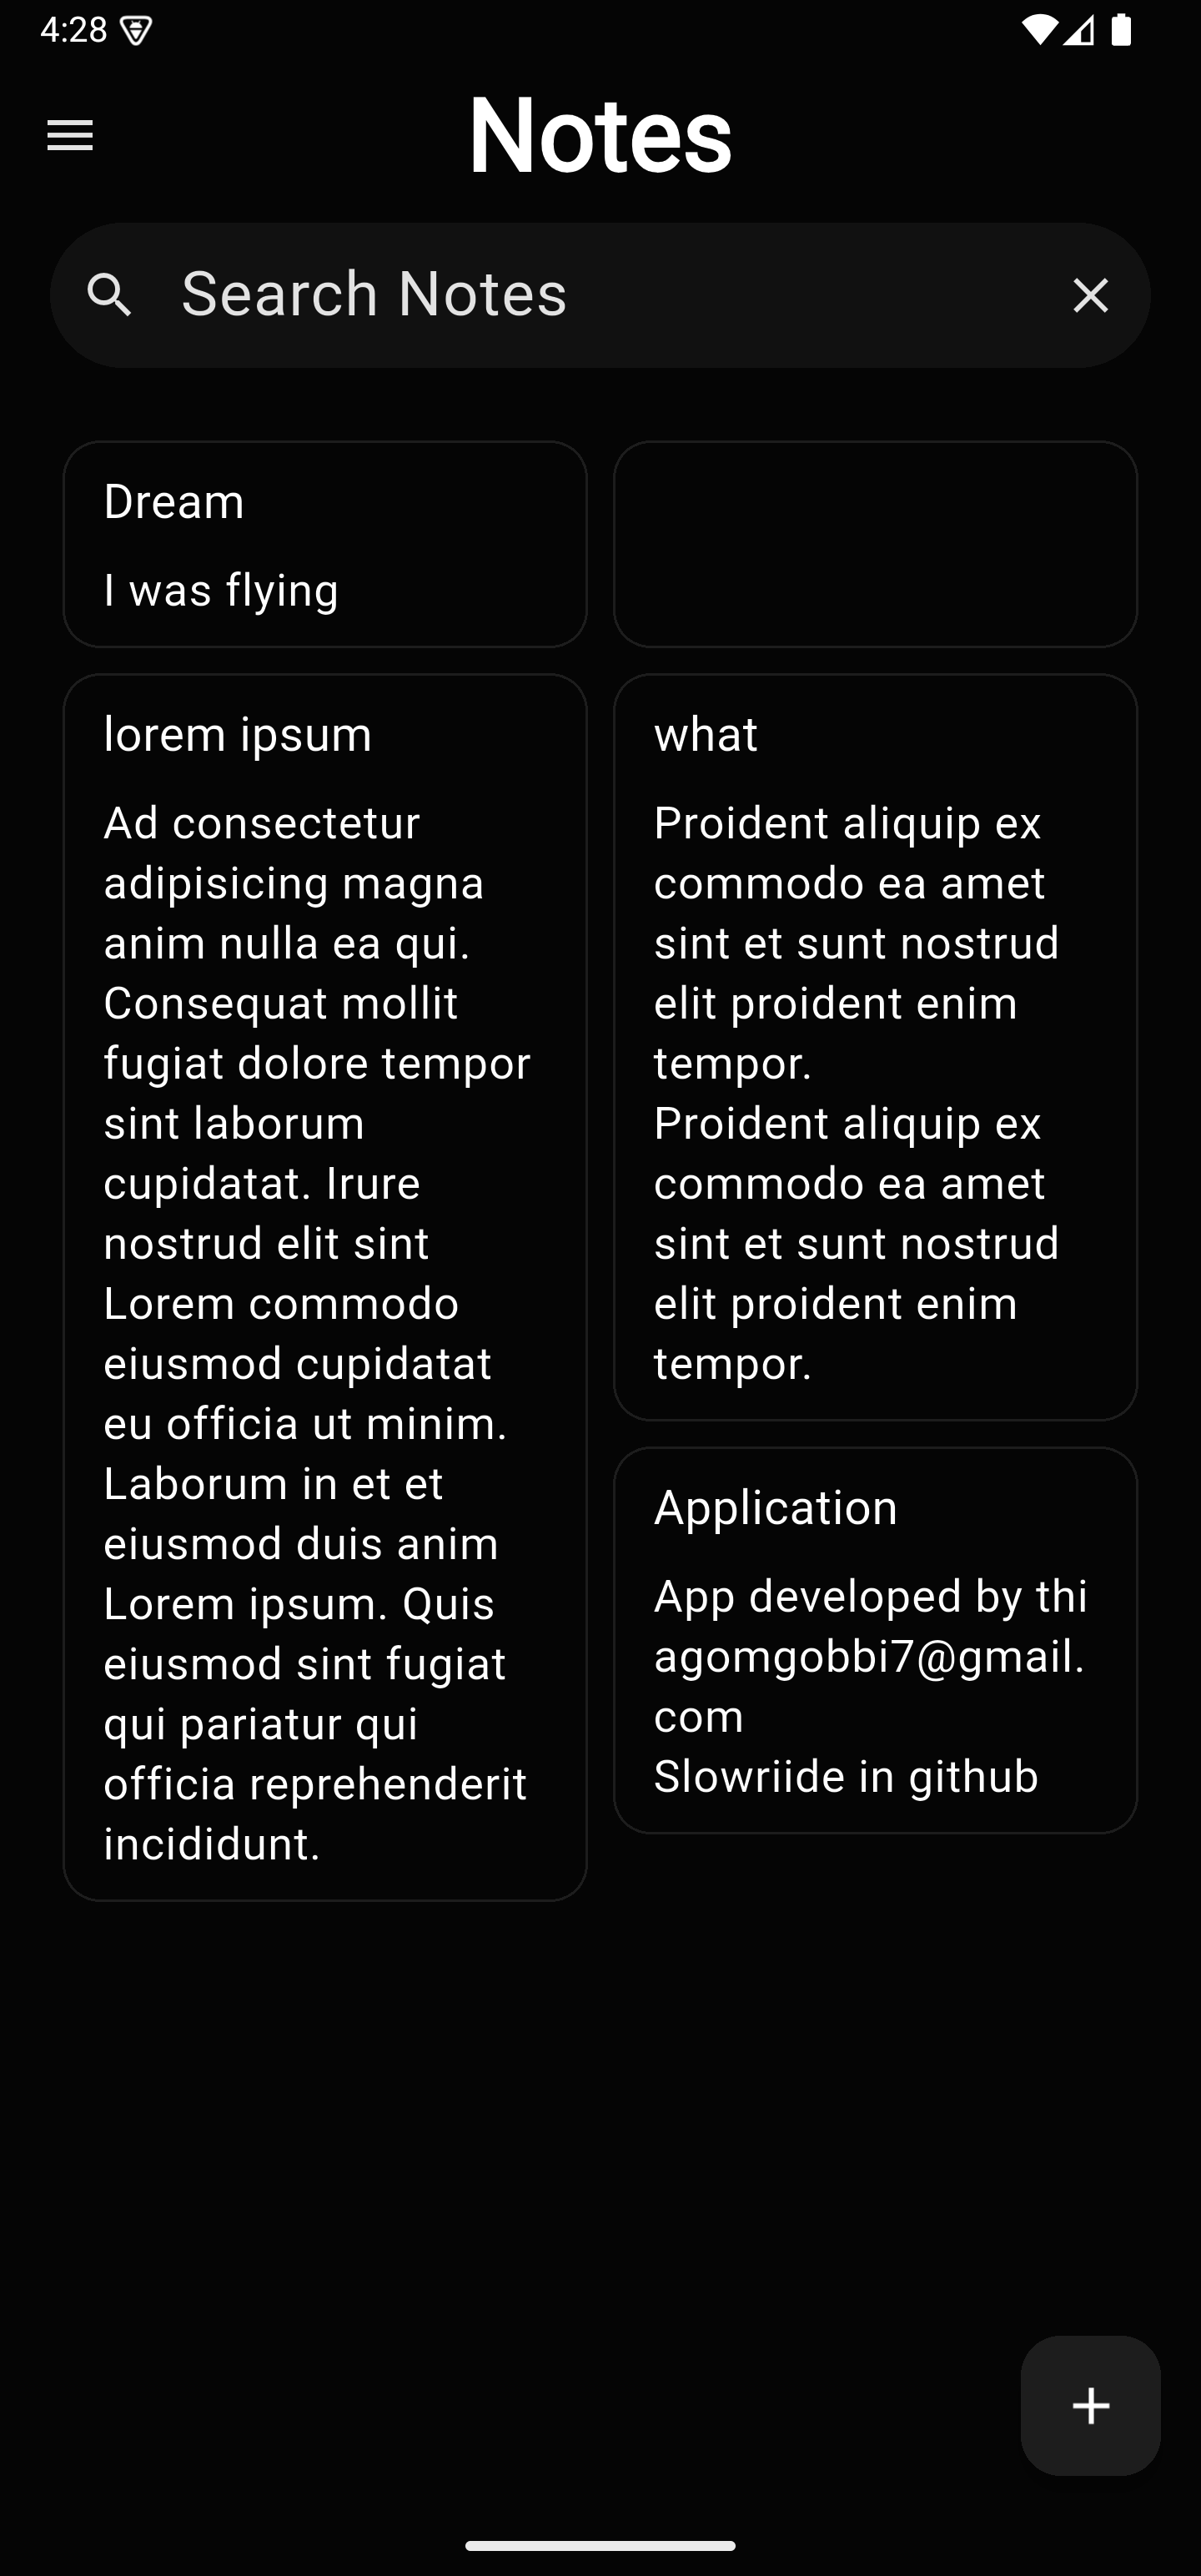 4:28
Notes
Search Notes
Dream
I was flying
lorem ipsum
Ad consectetur
adipisicing magna
anim nulla ea qui.
Consequat mollit
fugiat dolore tempor
sint laborum
cupidatat. Irure
nostrud elit sint
Lorem commodo
eiusmod cupidatat
eu officia ut minim.
Laborum in et et
eiusmod duis anim
Lorem ipsum. Quis
eiusmod sint fugiat
qui pariatur qui
officia reprehenderit
incididunt.
what
Proident aliquip ex
commodo ea amet
sint et sunt nostrud
elit proident enim
tempor.
Proident aliquip ex
commodo ea amet
sint et sunt nostrud
elit proident enim
tempor.
Application
App developed by thi
agomgobbi7@gmail.
com
Slowriide in github